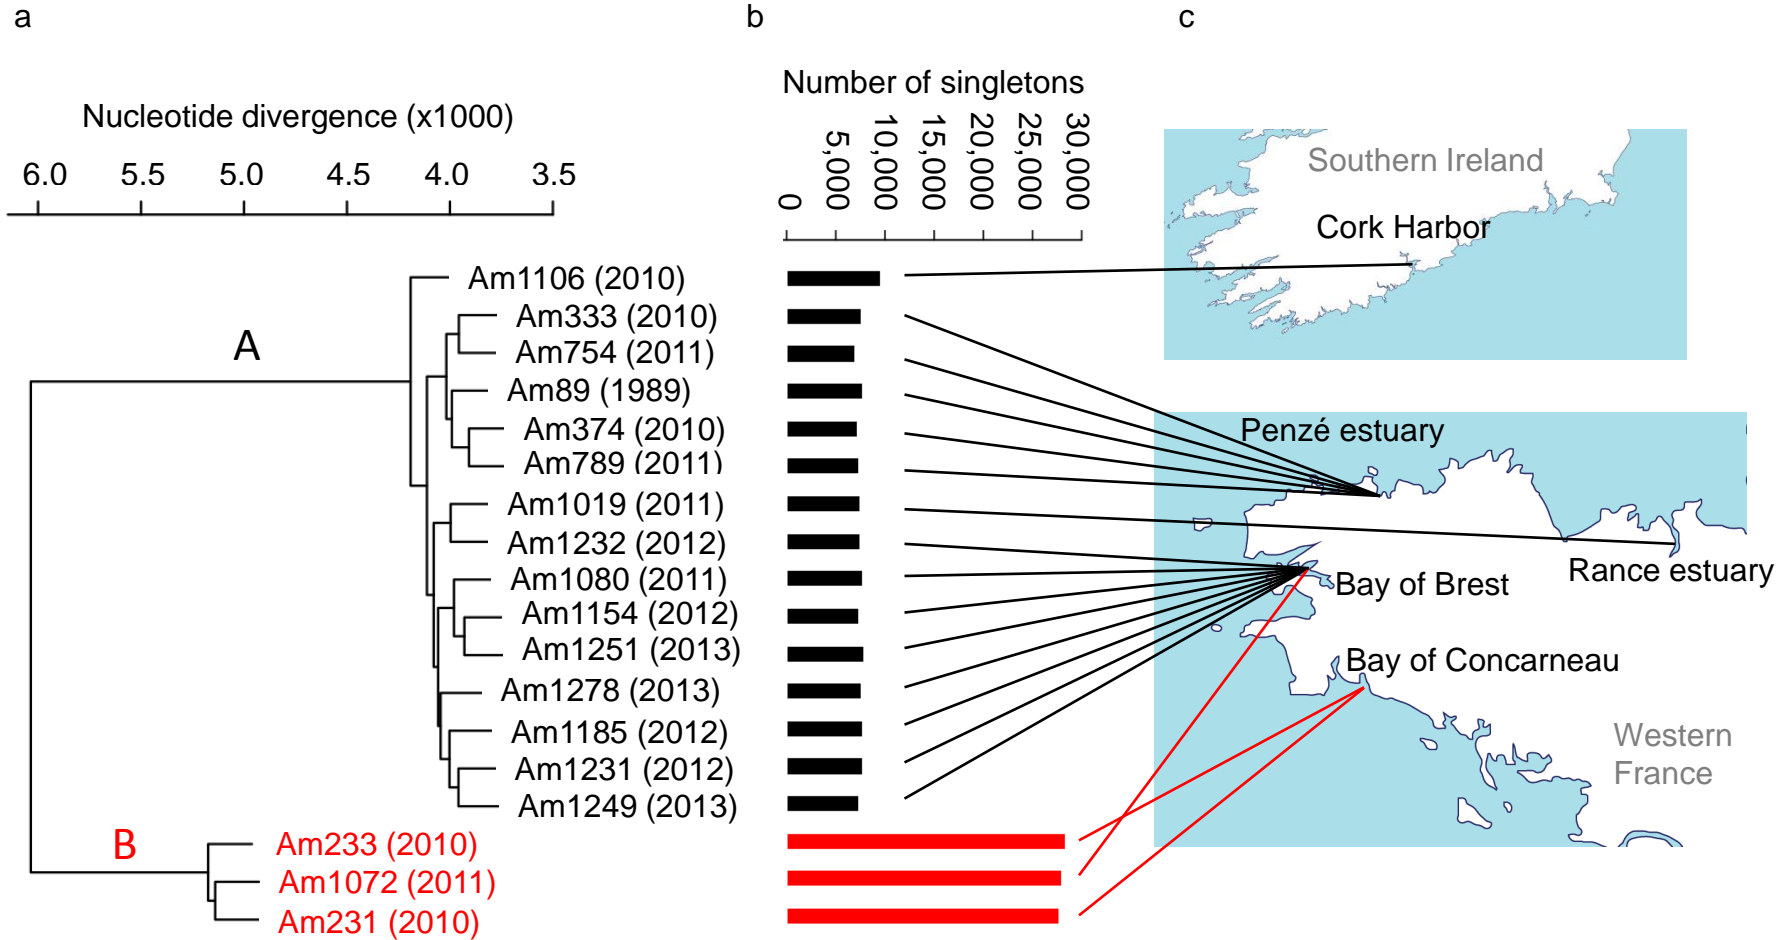 a
b
c
Nucleotide divergence (x1000)
6.0 5.5 5.0 4.5 4.0 3.5
Number of singletons
0 5,000 10,000 15,000 20,000 25,000 30,000
Southern Ireland
Cork Harbor
A
Am1106 (2010)
Am333 (2010)
Am754 (2011)
Am89 (1989)
Am374 (2010)
Am789 (2011)
Am1019 (2011)
Am1232 (2012)
Am1080 (2011)
Am1154 (2012)
Am1251 (2013)
Am1278 (2013)
Am1185 (2012)
Am1231 (2012)
Am1249 (2013)
B
Am233 (2010)
Am1072 (2011)
Am231 (2010)
Penzé estuary
Rance estuary
Bay of Brest
Bay of Concarneau
Western
France